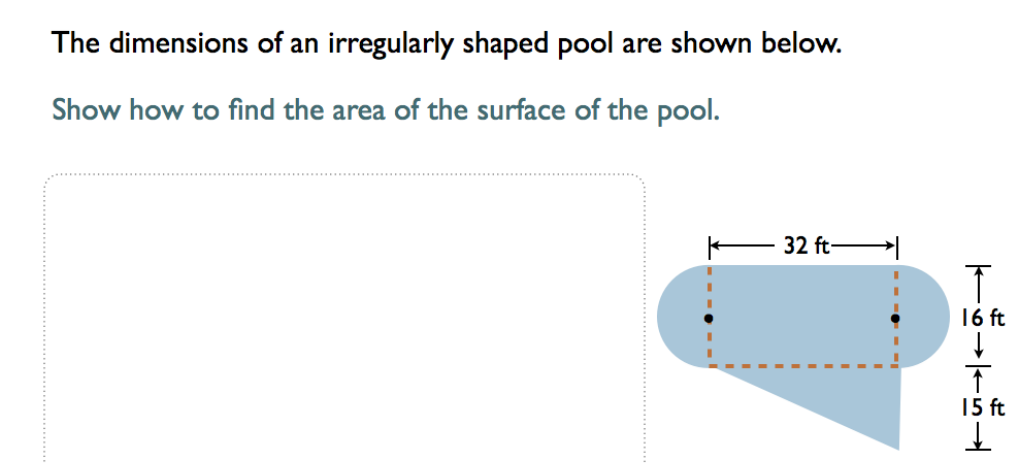 The dimensions of an irregularly shaped pool are shown below.
Show how to find the area of the surface of the pool.
32 ft
16 ft
15 ft